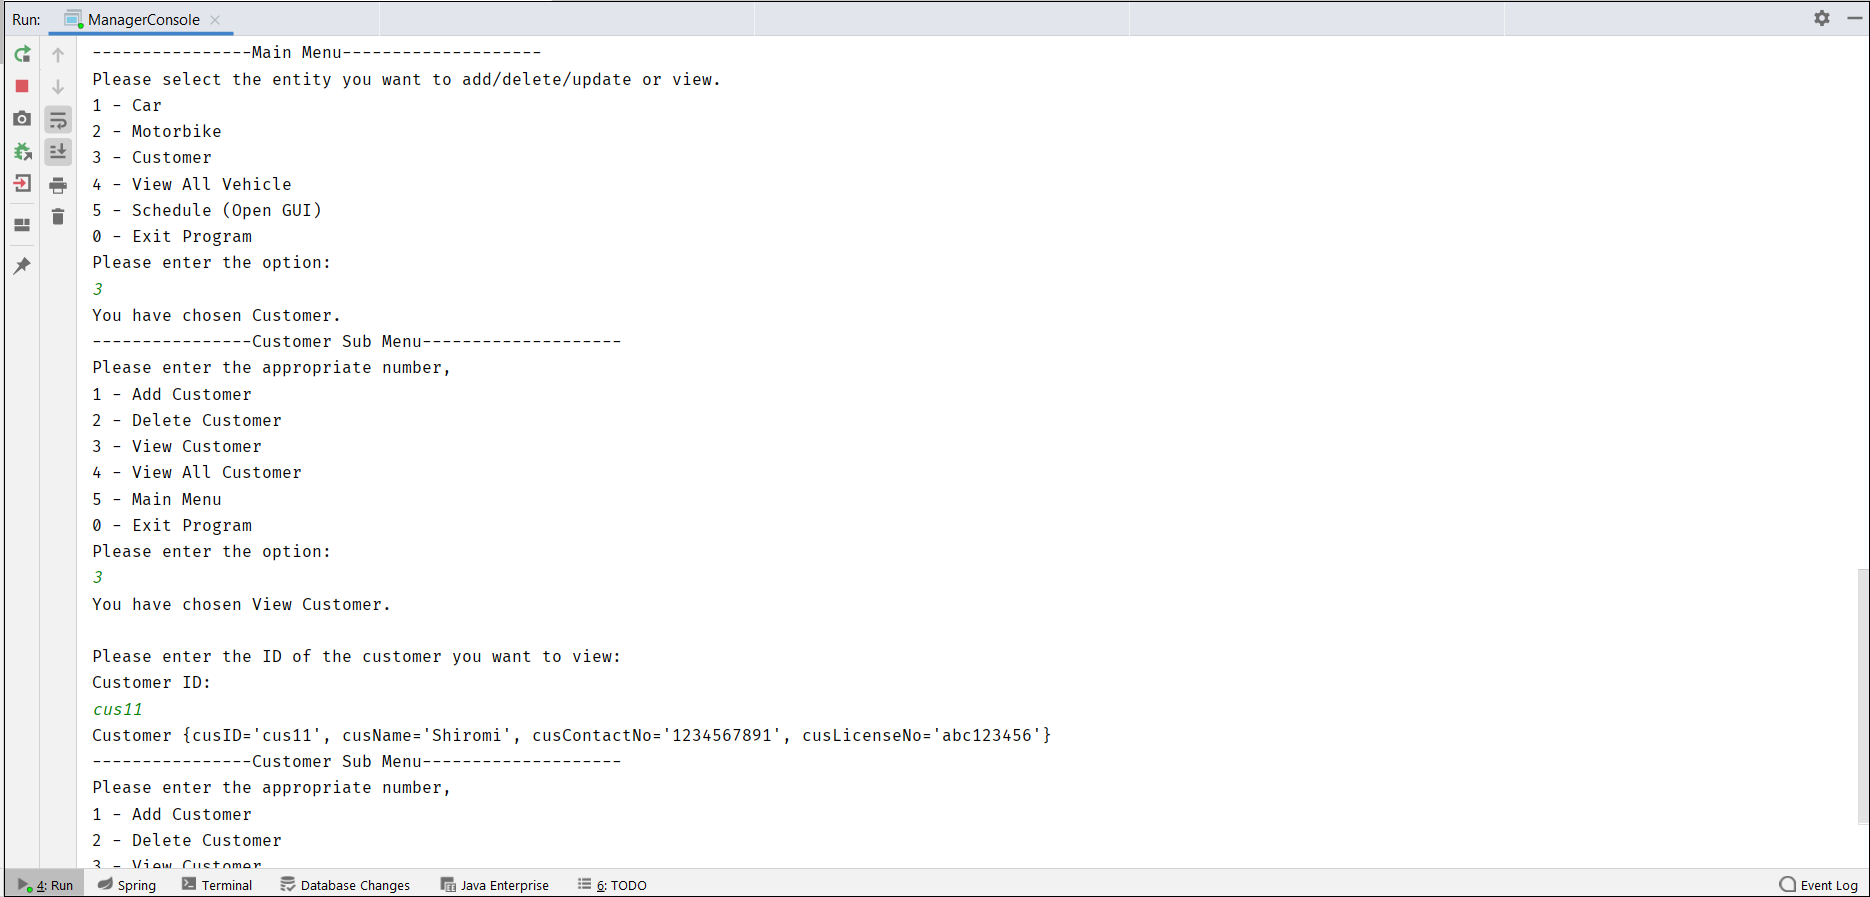 Run: ManagerConsole
----------------Main Menu--------------------
Please select the entity you want to add/delete/update or view.
1 - Car
2 - Motorbike
3 - Customer
4 - View All Vehicle
5 - Schedule (Open GUI)
0 - Exit Program
Please enter the option:
3
You have chosen Customer.
----------------Customer Sub Menu--------------------
Please enter the appropriate number,
1 - Add Customer
2 - Delete Customer
3 - View Customer
4 - View All Customer
5 - Main Menu
0 - Exit Program
Please enter the option:
3
You have chosen View Customer.
Please enter the ID of the customer you want to view:
Customer ID:
cus11
Customer {cusID='cus11', cusName='Shiromi', cusContactNo='1234567891', cusLicenseNo='abc123456'}
----------------Customer Sub Menu--------------------
Please enter the appropriate number,
1 - Add Customer
2 - Delete Customer
3 - View Customer
4: Run Spring Terminal Database Changes Java Enterprise 6: TODO Event Log